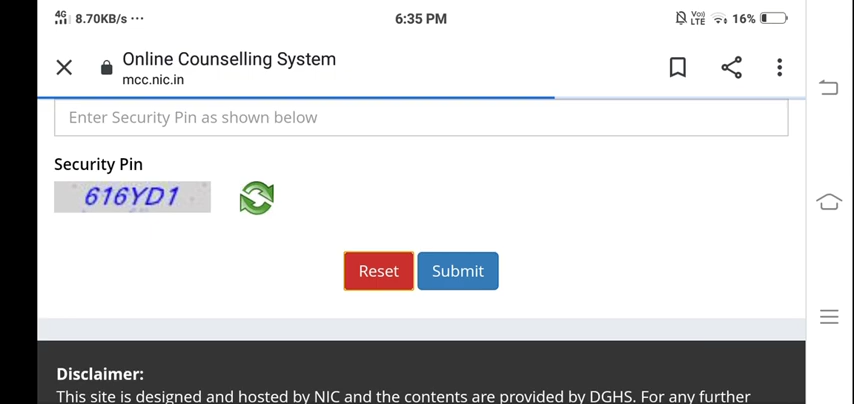 4G 8.70KB/s ··· 6:35 PM Vo)) LTE 16%
Online Counselling System
mcc.nic.in
Enter Security Pin as shown below
Security Pin
616YD1
Reset Submit
Disclaimer:
This site is designed and hosted by NIC and the contents are provided by DGHS. For any further